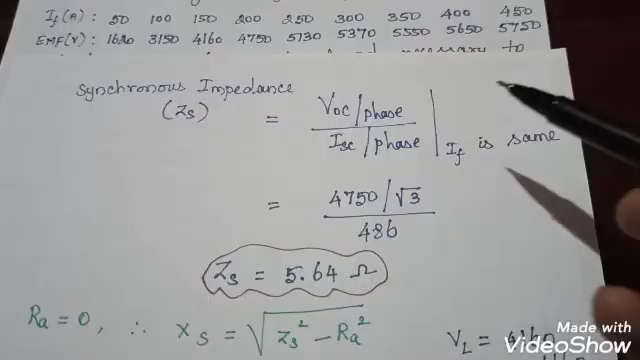 If(A): 50 100 150 200 250 300 350 400 450
EMF(V): 1620 3150 4160 4750 5130 5370 5550 5650 5750
to
Synchronous Impedance
(Zs) = Voc/phase
Isc/phase | If is same
= 4750/√3
486
Zs = 5.64 Ω
Ra = 0, ∴ Xs = √Zs² - Ra²
VL =
Made with
VideoShow